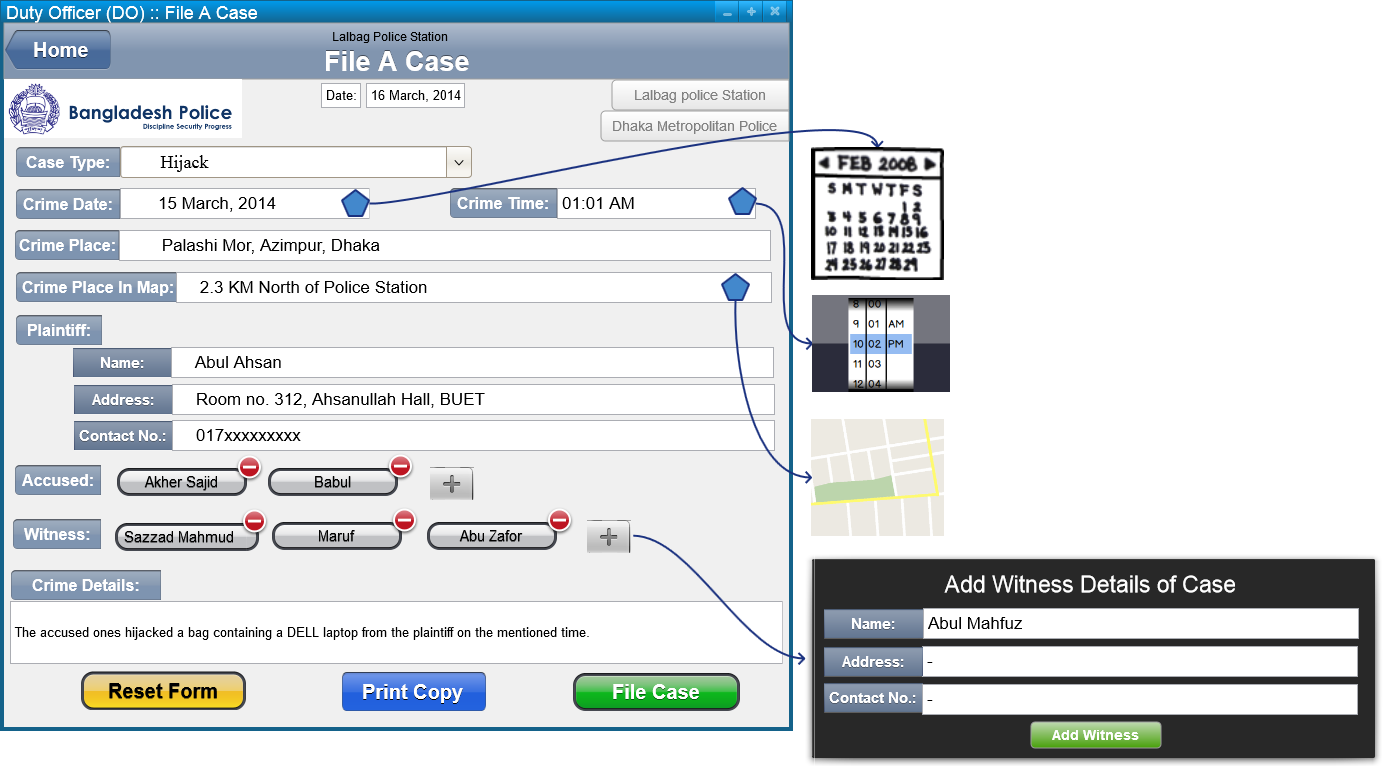 Duty Officer (DO) :: File A Case
Home
Lalbag Police Station
File A Case
Bangladesh Police
Discipline Security Progress
Date: 16 March, 2014
Lalbag police Station
Dhaka Metropolitan Police
Case Type: Hijack
Crime Date: 15 March, 2014
Crime Time: 01:01 AM
Crime Place: Palashi Mor, Azimpur, Dhaka
Crime Place In Map: 2.3 KM North of Police Station
Plaintiff:
Name: Abul Ahsan
Address: Room no. 312, Ahsanullah Hall, BUET
Contact No.: 017xxxxxxxxx
Accused: Akher Sajid Babul +
Witness: Sazzad Mahmud Maruf Abu Zafor +
Crime Details:
The accused ones hijacked a bag containing a DELL laptop from the plaintiff on the mentioned time.
Reset Form Print Copy File Case
FEB 2008
S M T W T F S
1 2
3 4 5 6 7 8 9
10 11 12 13 14 15 16
17 18 19 20 21 22 23
24 25 26 27 28 29
8 00
9 01 AM
10 02 PM
11 03
12 04
Add Witness Details of Case
Name: Abul Mahfuz
Address: -
Contact No.: -
Add Witness